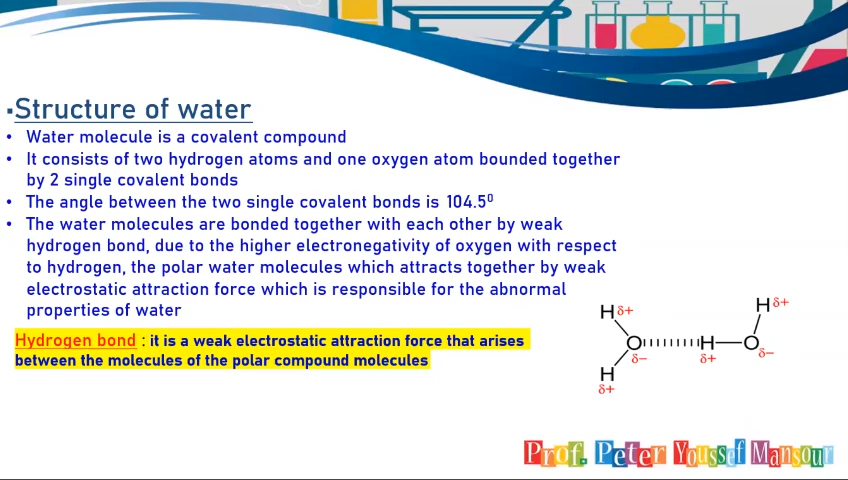 ▪Structure of water
• Water molecule is a covalent compound
• It consists of two hydrogen atoms and one oxygen atom bounded together
by 2 single covalent bonds
• The angle between the two single covalent bonds is 104.5⁰
• The water molecules are bonded together with each other by weak
hydrogen bond, due to the higher electronegativity of oxygen with respect
to hydrogen, the polar water molecules which attracts together by weak
electrostatic attraction force which is responsible for the abnormal
properties of water
Hydrogen bond : it is a weak electrostatic attraction force that arises
between the molecules of the polar compound molecules
H δ+ H δ+
O H O
δ− δ+ δ−
H
δ+
Prof. Peter Youssef Mansour